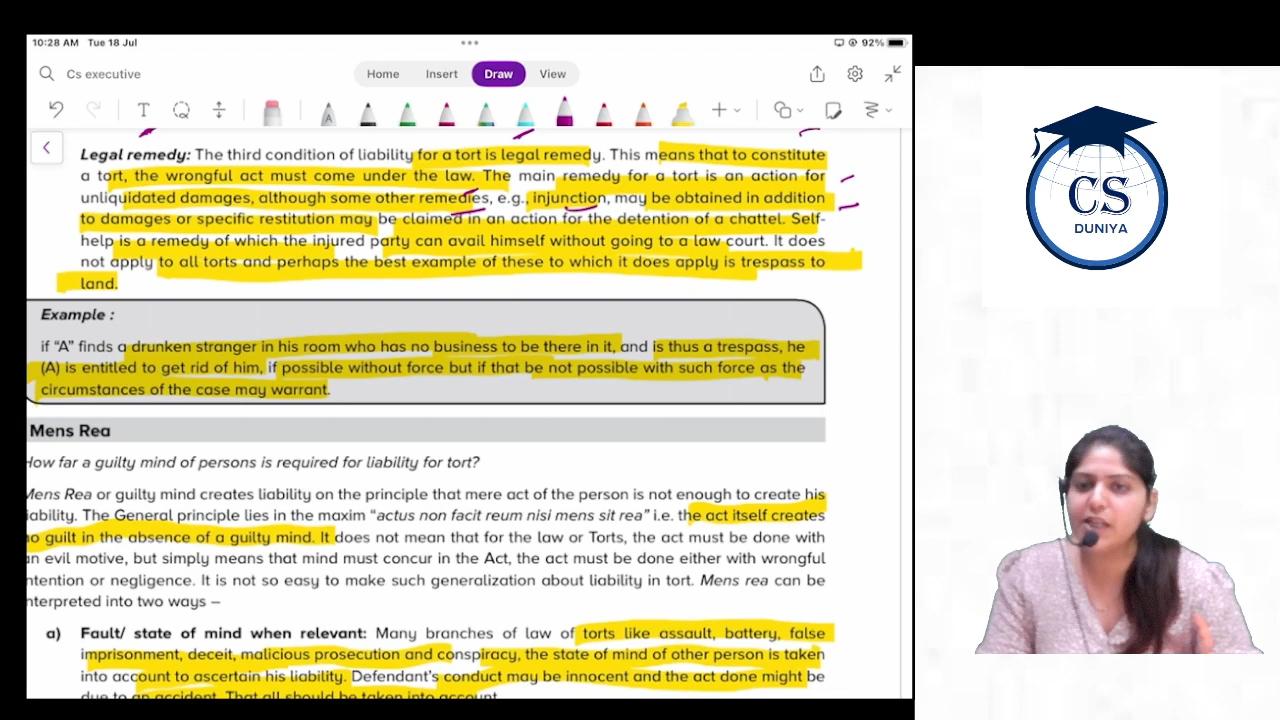 10:28 AM Tue 18 Jul
92%
Cs executive
Home Insert Draw View
Legal remedy: The third condition of liability for a tort is legal remedy. This means that to constitute
a tort, the wrongful act must come under the law. The main remedy for a tort is an action for
unliquidated damages, although some other remedies, e.g., injunction, may be obtained in addition
to damages or specific restitution may be claimed in an action for the detention of a chattel. Self-
help is a remedy of which the injured party can avail himself without going to a law court. It does
not apply to all torts and perhaps the best example of these to which it does apply is trespass to
land.
Example :
if “A” finds a drunken stranger in his room who has no business to be there in it, and is thus a trespass, he
(A) is entitled to get rid of him, if possible without force but if that be not possible with such force as the
circumstances of the case may warrant.
Mens Rea
How far a guilty mind of persons is required for liability for tort?
Mens Rea or guilty mind creates liability on the principle that mere act of the person is not enough to create his
iability. The General principle lies in the maxim “actus non facit reum nisi mens sit rea” i.e. the act itself creates
no guilt in the absence of a guilty mind. It does not mean that for the law or Torts, the act must be done with
an evil motive, but simply means that mind must concur in the Act, the act must be done either with wrongful
ntention or negligence. It is not so easy to make such generalization about liability in tort. Mens rea can be
nterpreted into two ways –
a) Fault/ state of mind when relevant: Many branches of law of torts like assault, battery, false
imprisonment, deceit, malicious prosecution and conspiracy, the state of mind of other person is taken
into account to ascertain his liability. Defendant's conduct may be innocent and the act done might be
due to an accident. That all should be taken into account.
CS
DUNIYA